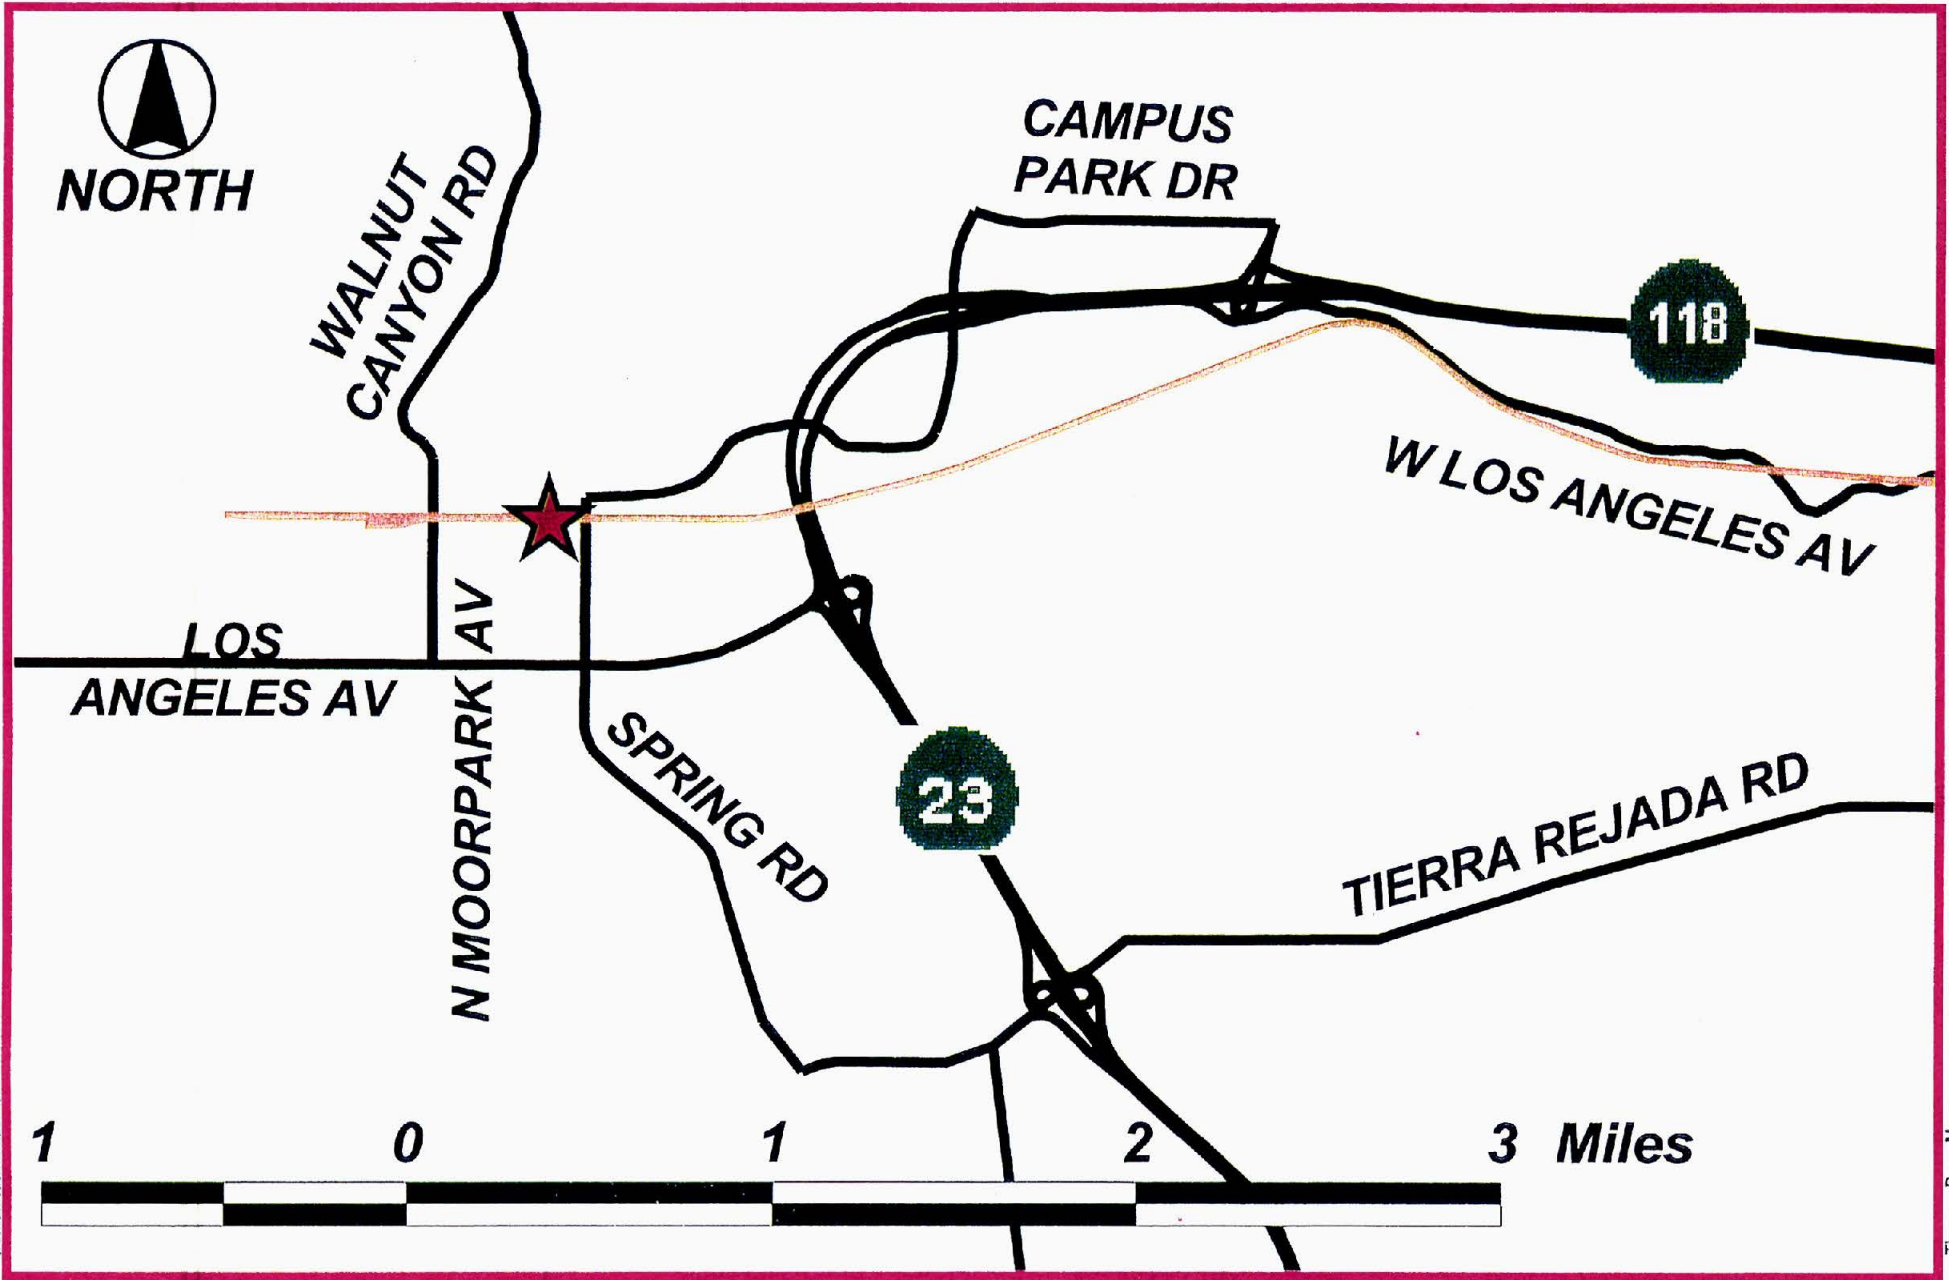 NORTH
WALNUT
CANYON RD
CAMPUS
PARK DR
118
W LOS ANGELES AV
LOS
ANGELES AV
N MOORPARK AV
SPRING RD
23
TIERRA REJADA RD
1 0 1 2 3 Miles